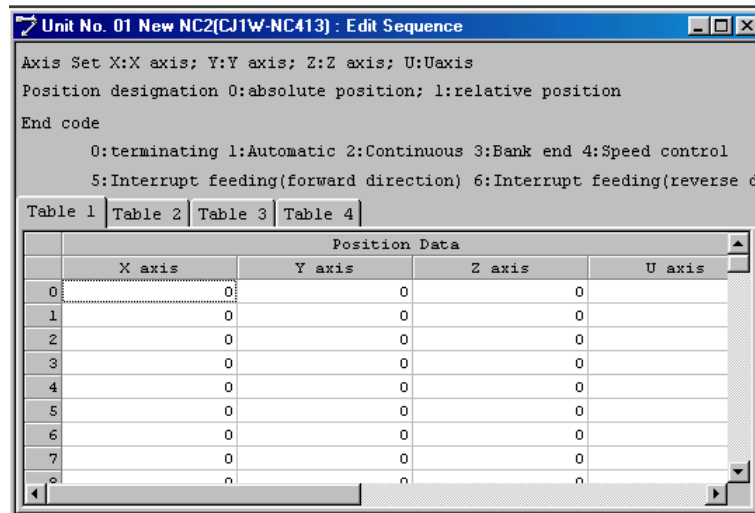 Unit No. 01 New NC2(CJ1W-NC413) : Edit Sequence
Axis Set X:X axis; Y:Y axis; Z:Z axis; U:Uaxis
Position designation 0:absolute position; 1:relative position
End code
0:terminating 1:Automatic 2:Continuous 3:Bank end 4:Speed control
5:Interrupt feeding(forward direction) 6:Interrupt feeding(reverse d
Table 1 Table 2 Table 3 Table 4
Position Data
X axis Y axis Z axis U axis
0 0 0 0
1 0 0 0
2 0 0 0
3 0 0 0
4 0 0 0
5 0 0 0
6 0 0 0
7 0 0 0
8 0 0 0